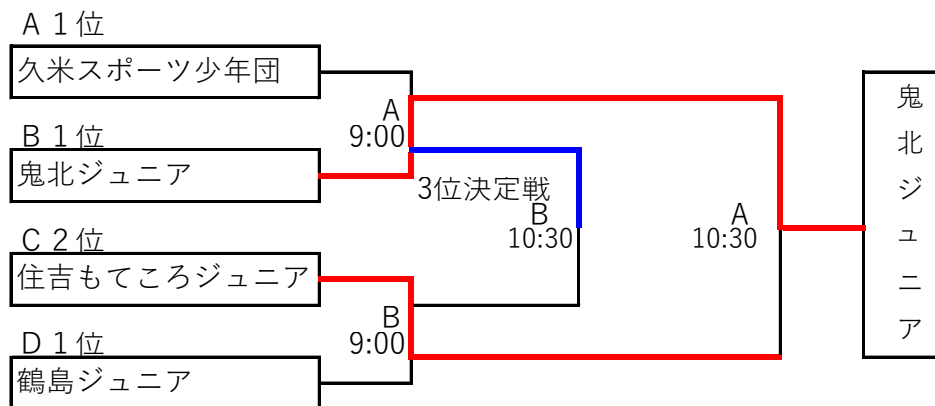 A１位
久米スポーツ少年団
A
9:00
B１位
鬼北ジュニア
3位決定戦
B
10:30
A
10:30
鬼北ジュニア
C２位
住吉もてころジュニア
B
9:00
D１位
鶴島ジュニア